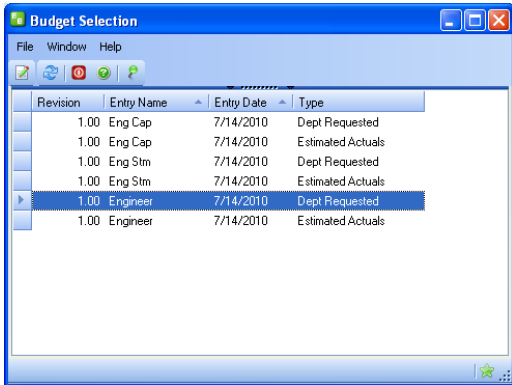 Budget Selection
File Window Help
Revision Entry Name Entry Date Type
1.00 Eng Cap 7/14/2010 Dept Requested
1.00 Eng Cap 7/14/2010 Estimated Actuals
1.00 Eng Stm 7/14/2010 Dept Requested
1.00 Eng Stm 7/14/2010 Estimated Actuals
1.00 Engineer 7/14/2010 Dept Requested
1.00 Engineer 7/14/2010 Estimated Actuals